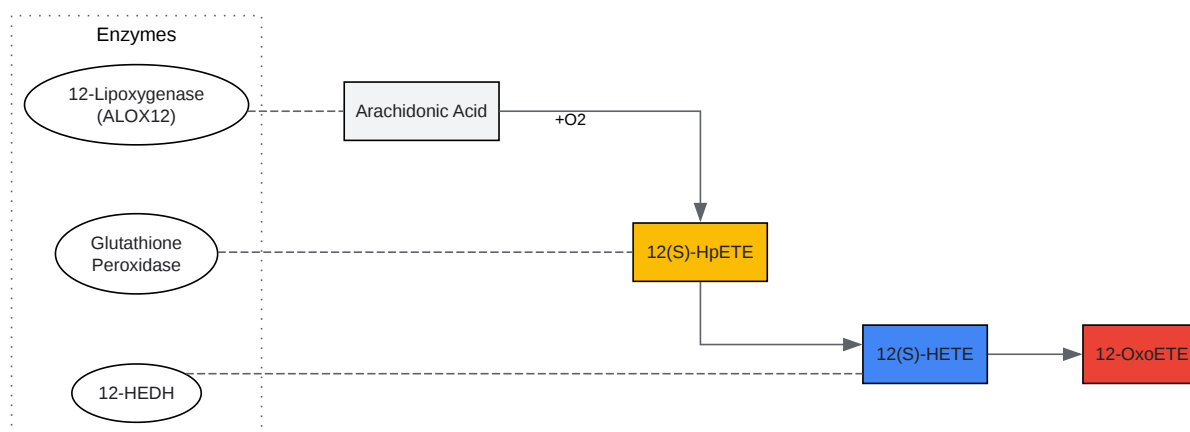 Enzymes
12-Lipoxygenase
(ALOX12)
Arachidonic Acid
+O2
Glutathione
Peroxidase
12(S)-HpETE
12(S)-HETE
12-OxoETE
12-HEDH